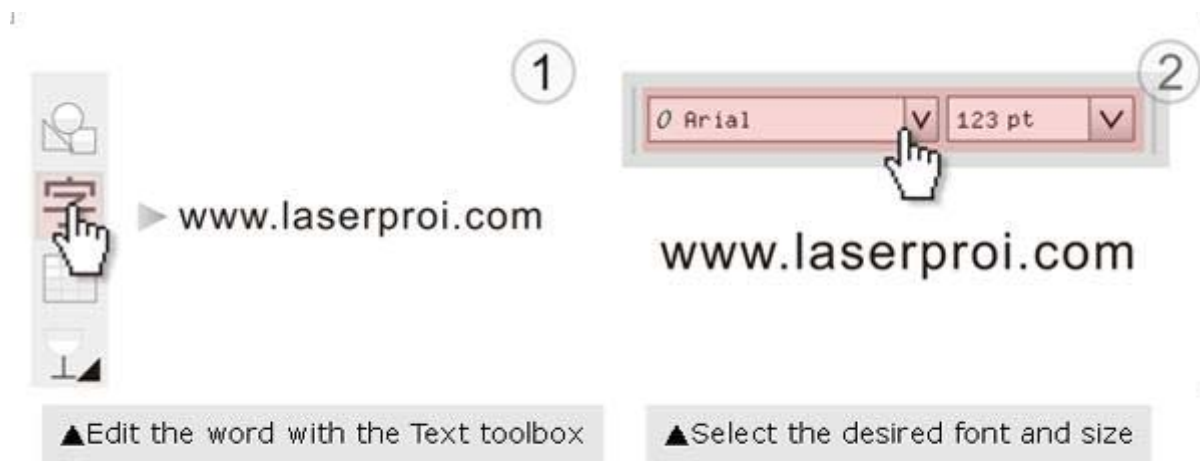 1
2
O Arial
123 pt
字
www.laserproi.com
www.laserproi.com
▲Edit the word with the Text toolbox
▲Select the desired font and size